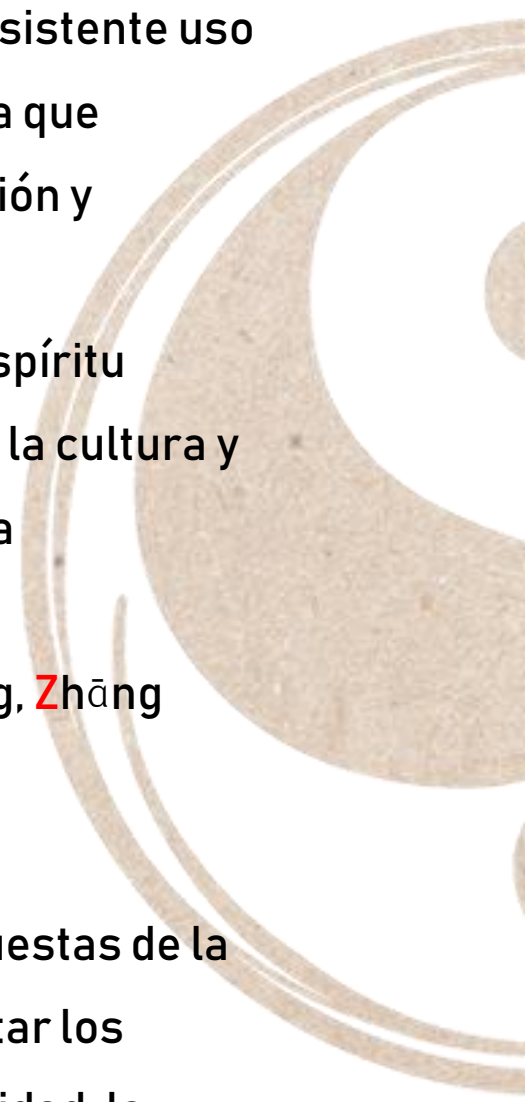 sistente uso
a que
ión y
spíritu
la cultura y
a
g, Zhāng
uestas de la
tar los